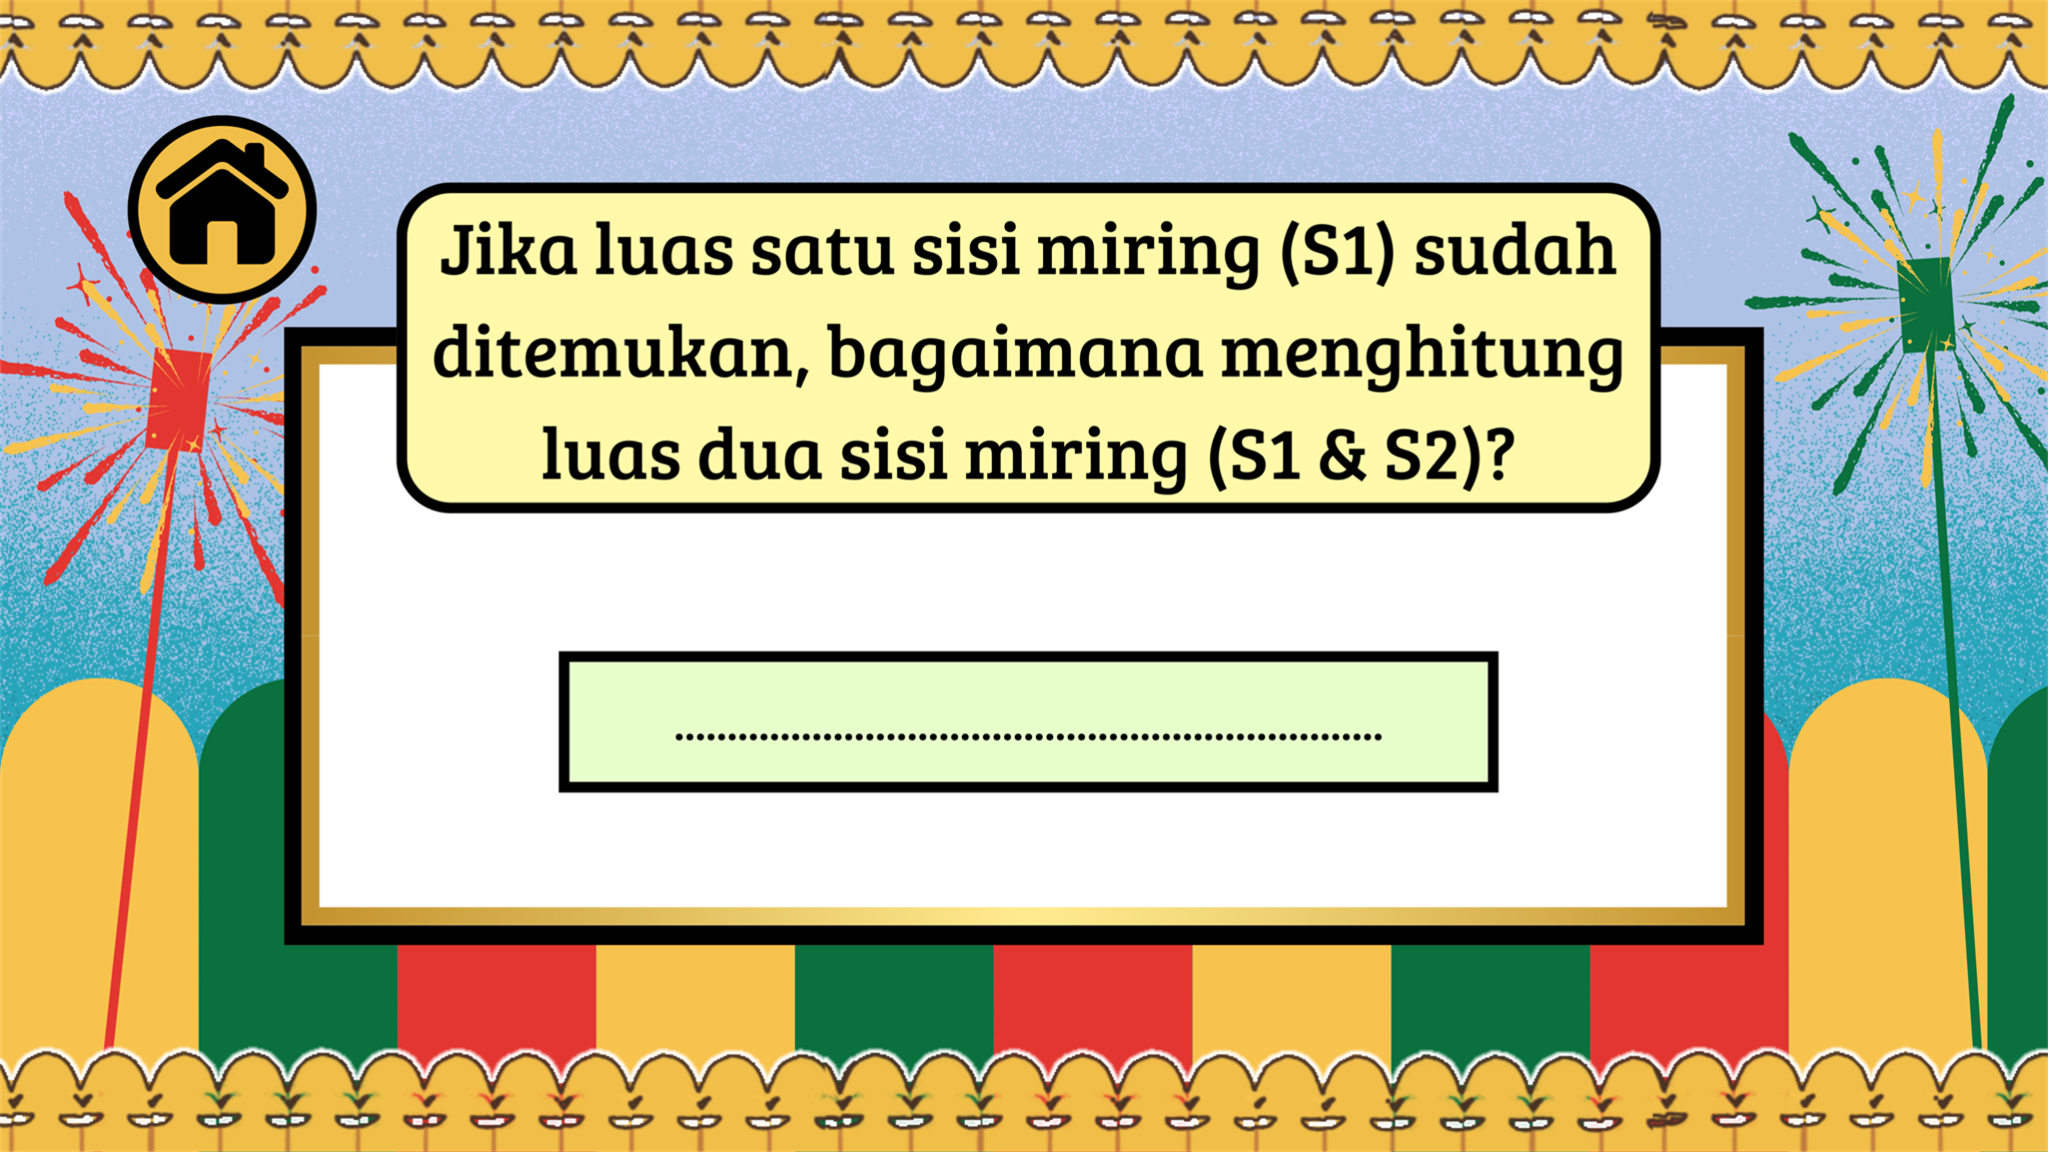 Jika luas satu sisi miring (S1) sudah
ditemukan, bagaimana menghitung
luas dua sisi miring (S1 & S2)?
......................................................................